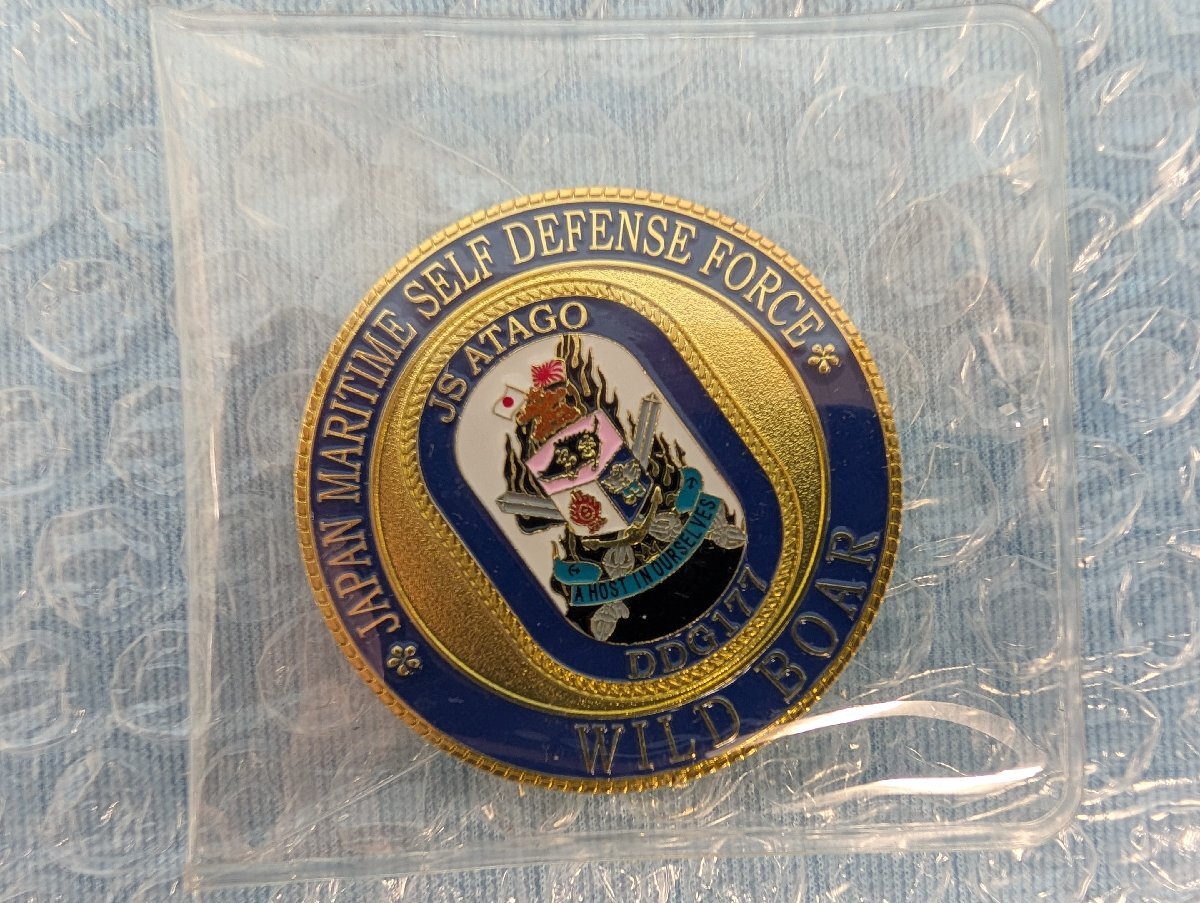 JAPAN MARITIME SELF DEFENSE FORCE
JS ATAGO
A HOST IN OURSELVES
DDG177
WILD BOAR